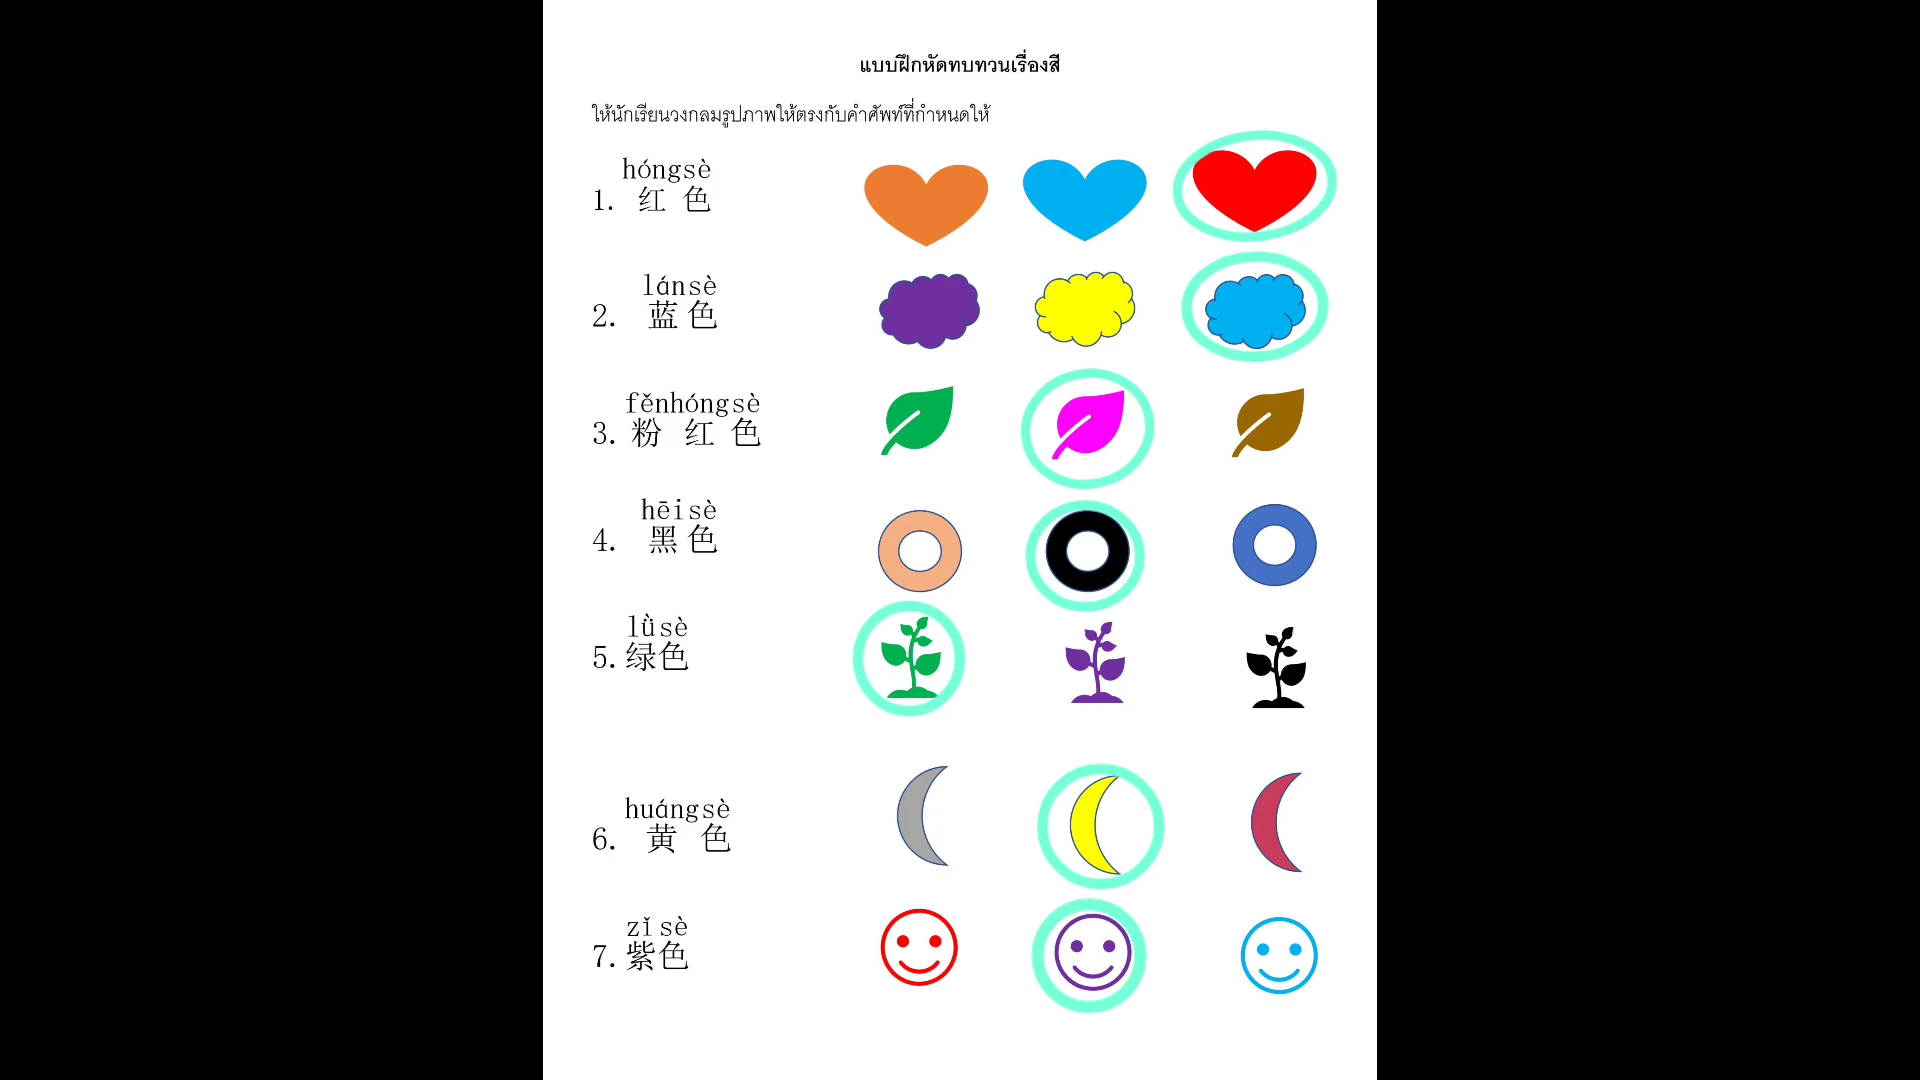 แบบฝึกหัดทบทวนเรื่องสี
ให้นักเรียนวงกลมรูปภาพให้ตรงกับคำศัพท์ที่กำหนดให้
hóngsè
1. 红 色
lánsè
2. 蓝 色
fěnhóngsè
3. 粉 红 色
hēisè
4. 黑 色
lǜsè
5. 绿色
huángsè
6. 黄 色
zǐsè
7. 紫色